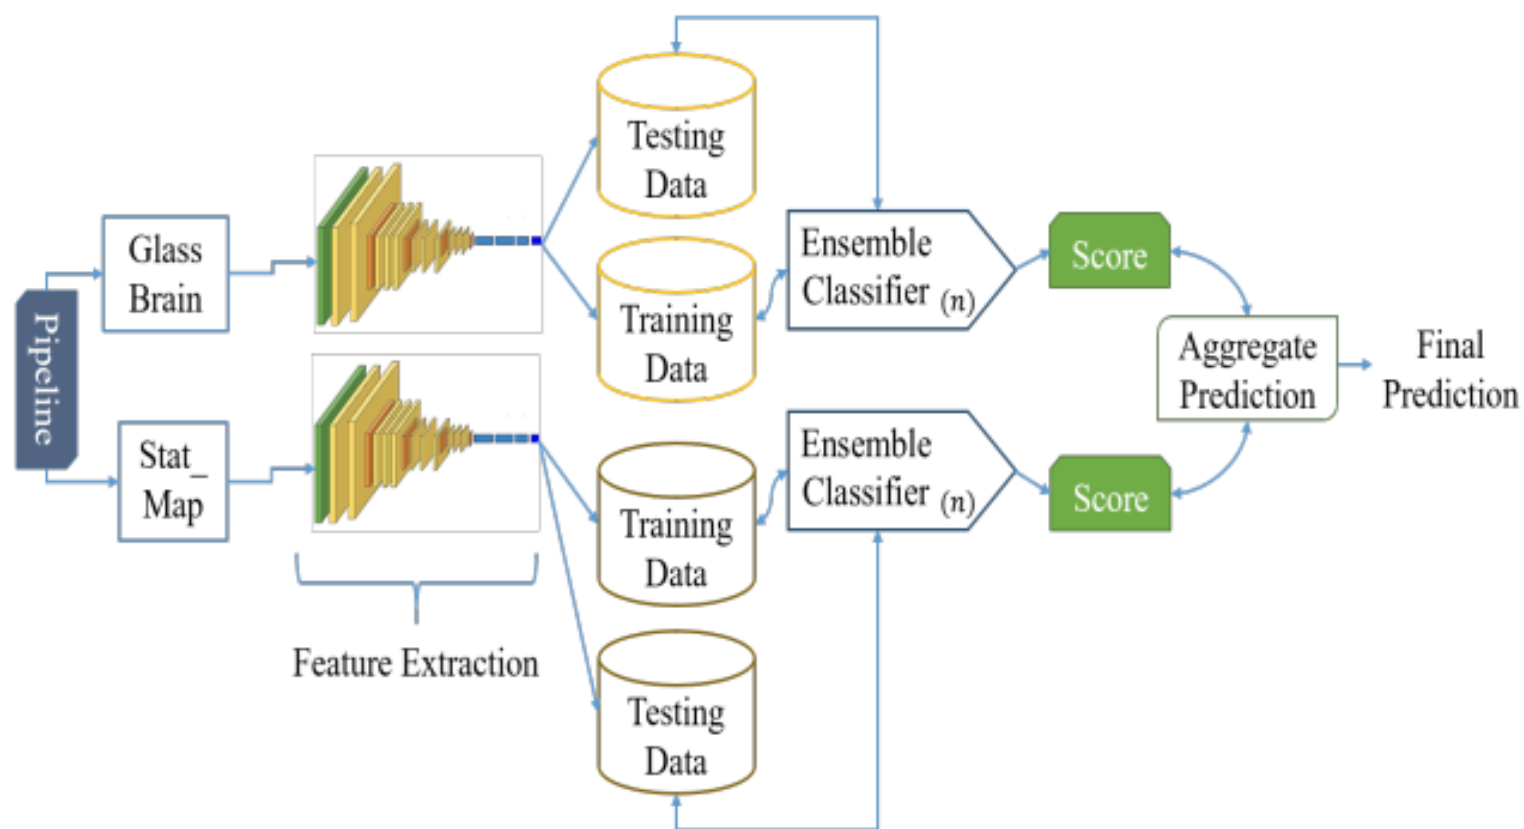 Pipeline
Glass
Brain
Stat_
Map
Feature Extraction
Testing
Data
Training
Data
Training
Data
Testing
Data
Ensemble
Classifier (n)
Ensemble
Classifier (n)
Score
Score
Aggregate
Prediction
Final
Prediction